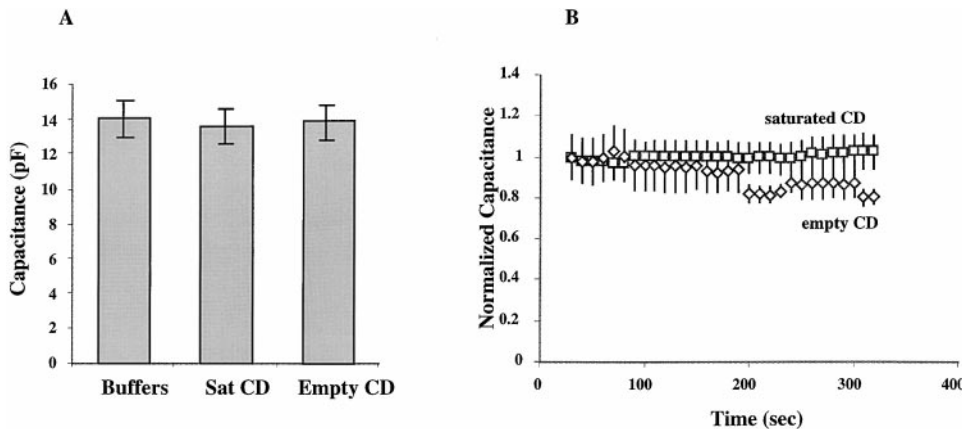 A
Capacitance (pF)
16
14
12
10
8
6
4
2
0
Buffers Sat CD Empty CD
B
Normalized Capacitance
1.4
1.2
1
0.8
0.6
0.4
0.2
0
saturated CD
empty CD
0 100 200 300 400
Time (sec)